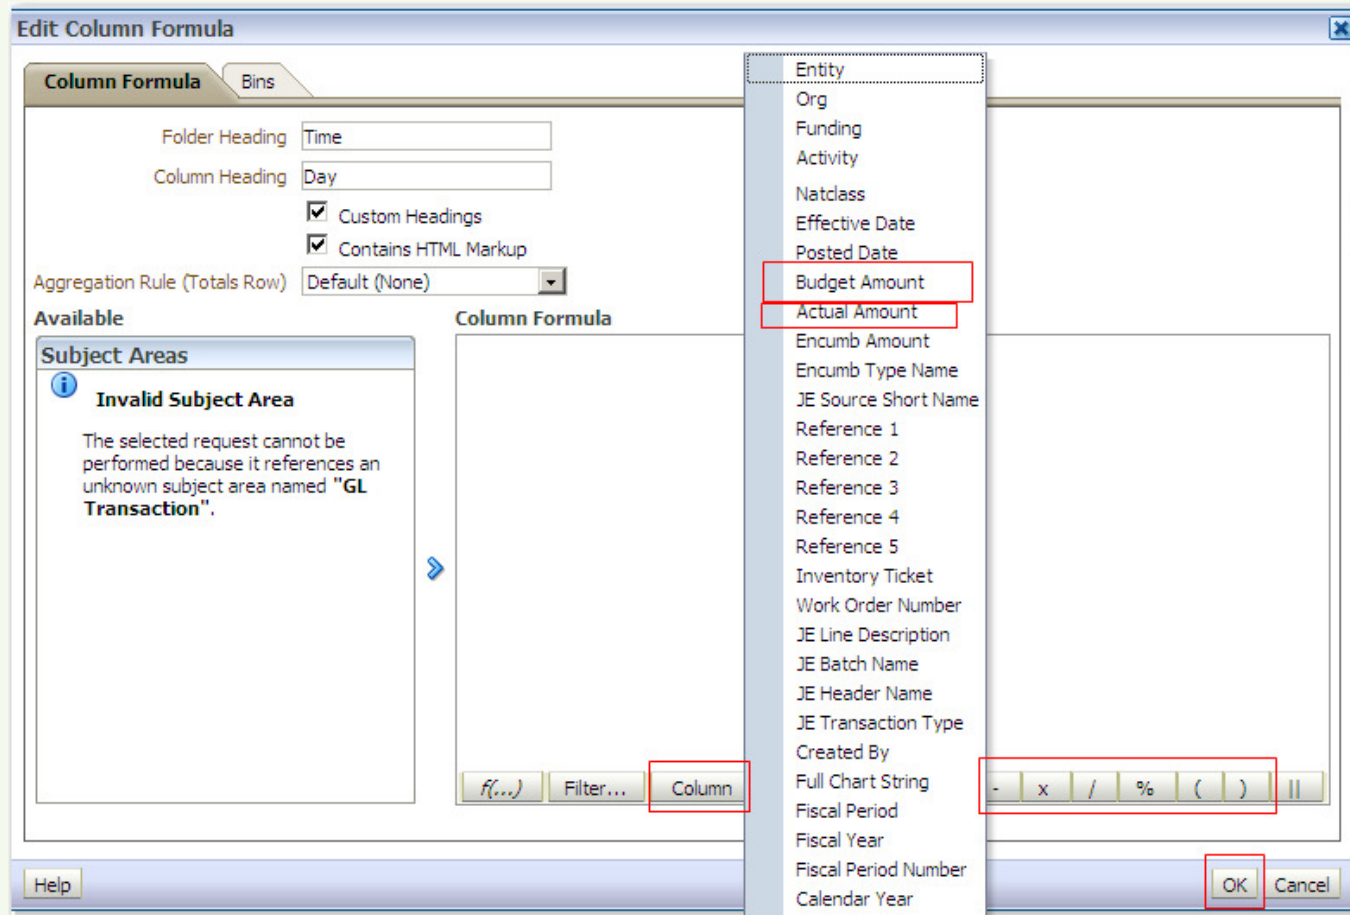 Edit Column Formula
Column Formula
Bins
Folder Heading
Time
Column Heading
Day
Custom Headings
Contains HTML Markup
Aggregation Rule (Totals Row)
Default (None)
Available
Column Formula
Subject Areas
Invalid Subject Area
The selected request cannot be
performed because it references an
unknown subject area named "GL
Transaction".
f(...)
Filter...
Column
Entity
Org
Funding
Activity
Natclass
Effective Date
Posted Date
Budget Amount
Actual Amount
Encumb Amount
Encumb Type Name
JE Source Short Name
Reference 1
Reference 2
Reference 3
Reference 4
Reference 5
Inventory Ticket
Work Order Number
JE Line Description
JE Batch Name
JE Header Name
JE Transaction Type
Created By
Full Chart String
Fiscal Period
Fiscal Year
Fiscal Period Number
Calendar Year
- x / % ( ) ||
Help
OK
Cancel